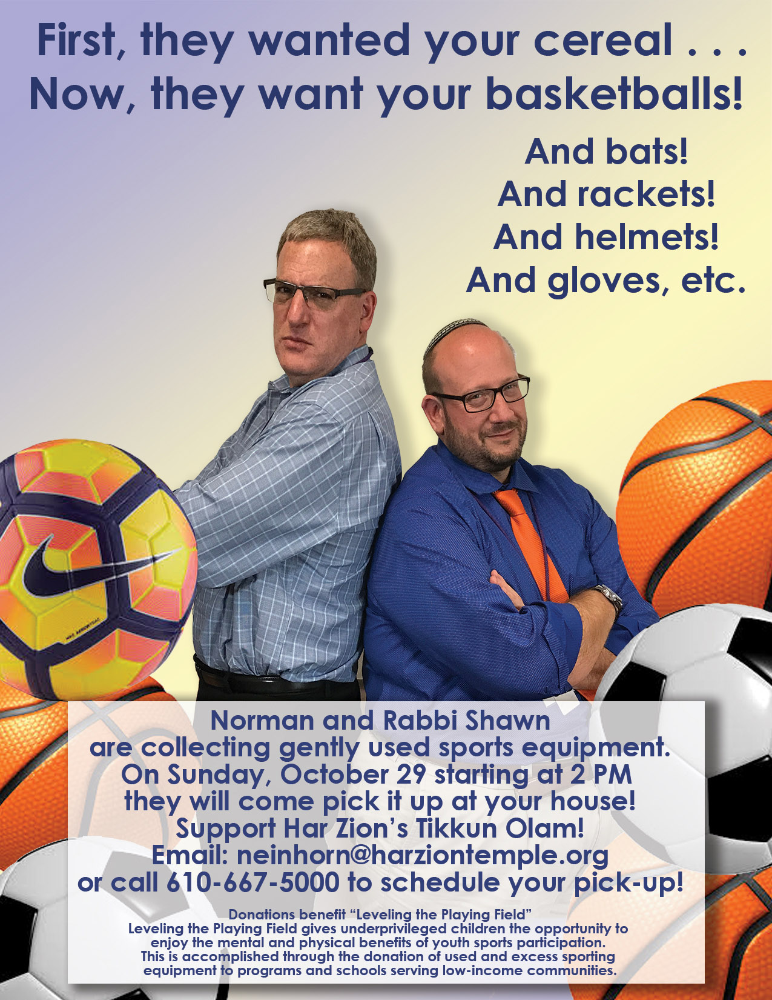 First, they wanted your cereal . . .
Now, they want your basketballs!
And bats!
And rackets!
And helmets!
And gloves, etc.
Norman and Rabbi Shawn
are collecting gently used sports equipment.
On Sunday, October 29 starting at 2 PM
they will come pick it up at your house!
Support Har Zion’s Tikkun Olam!
Email: neinhorn@harziontemple.org
or call 610-667-5000 to schedule your pick-up!
Donations benefit “Leveling the Playing Field”
Leveling the Playing Field gives underprivileged children the opportunity to
enjoy the mental and physical benefits of youth sports participation.
This is accomplished through the donation of used and excess sporting
equipment to programs and schools serving low-income communities.